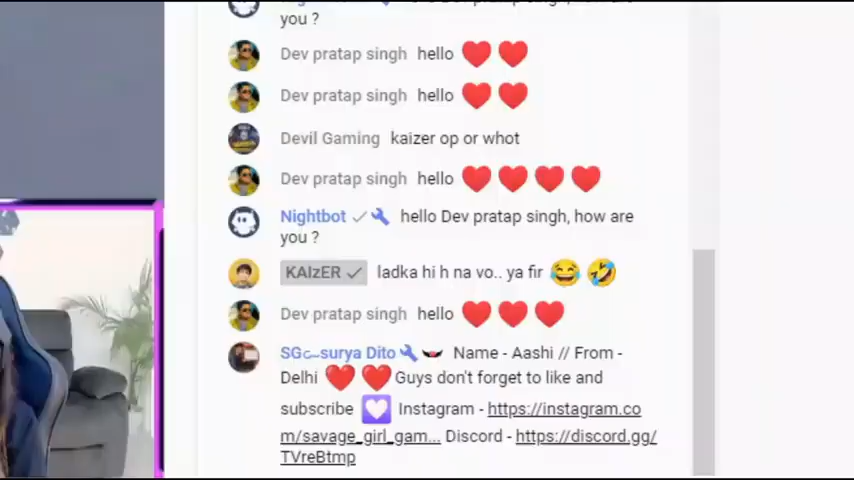 you ?
Dev pratap singh hello ♥️ ♥️
Dev pratap singh hello ♥️ ♥️
Devil Gaming kaizer op or whot
Dev pratap singh hello ♥️ ♥️ ♥️ ♥️
Nightbot hello Dev pratap singh, how are
you ?
KAIzER ladka hi h na vo.. ya fir 😂 🤣
Dev pratap singh hello ♥️ ♥️ ♥️
surya Dito Name - Aashi // From -
Delhi ❤️ ❤️ Guys don't forget to like and
subscribe 💟 Instagram - https://instagram.co
m/savage_girl_gam... Discord - https://discord.gg/
TVreBtmp